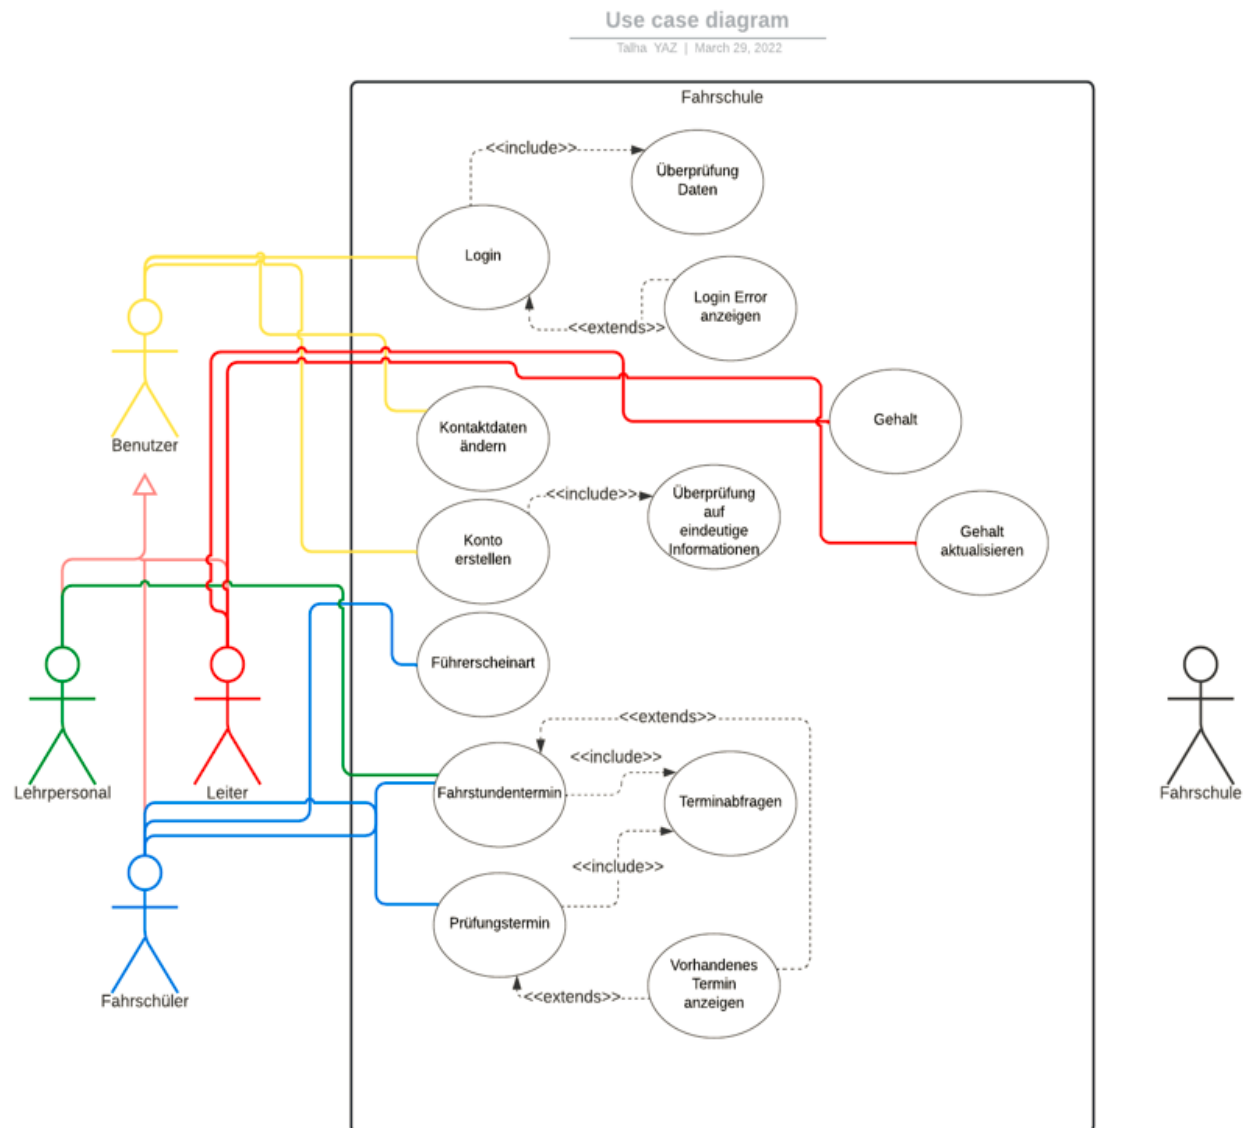 Use case diagram
Talha YAZ | March 29, 2022
Fahrschule
<<include>>
Überprüfung
Daten
Login
Login Error
anzeigen
<<extends>>
Benutzer
Gehalt
Kontaktdaten
ändern
<<include>>
Überprüfung
auf
eindeutige
Informationen
Konto
erstellen
Gehalt
aktualisieren
Führerscheinart
<<extends>>
<<include>>
Lehrpersonal
Leiter
Fahrstundentermin
Terminabfragen
Fahrschule
<<include>>
Prüfungstermin
Vorhandenes
Termin
anzeigen
<<extends>>
Fahrschüler